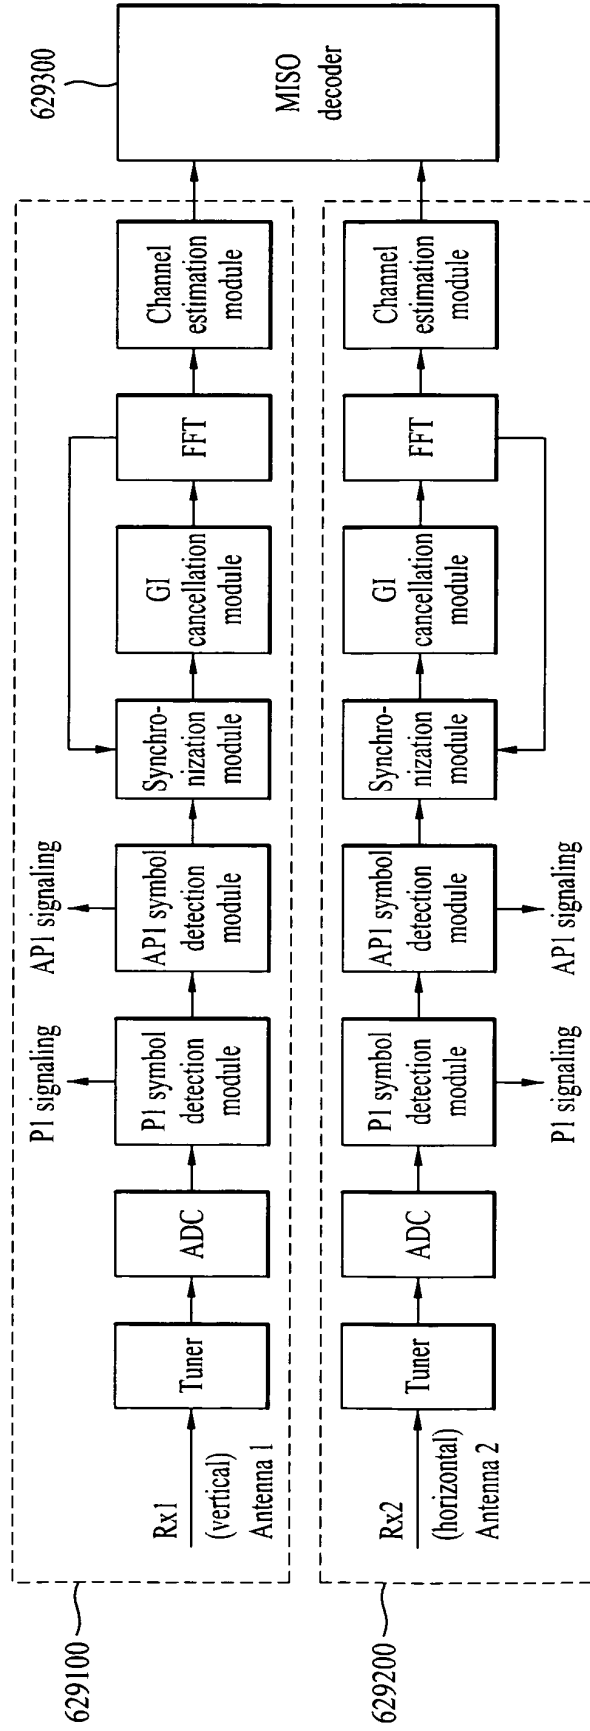 629100
Rx1
(vertical)
Antenna 1
Tuner
ADC
P1 symbol
detection
module
P1 signaling
AP1 symbol
detection
module
AP1 signaling
Synchro-
nization
module
GI
cancellation
module
FFT
Channel
estimation
module
629300
MISO
decoder
629200
Rx2
(horizontal)
Antenna 2
Tuner
ADC
P1 symbol
detection
module
P1 signaling
AP1 symbol
detection
module
AP1 signaling
Synchro-
nization
module
GI
cancellation
module
FFT
Channel
estimation
module